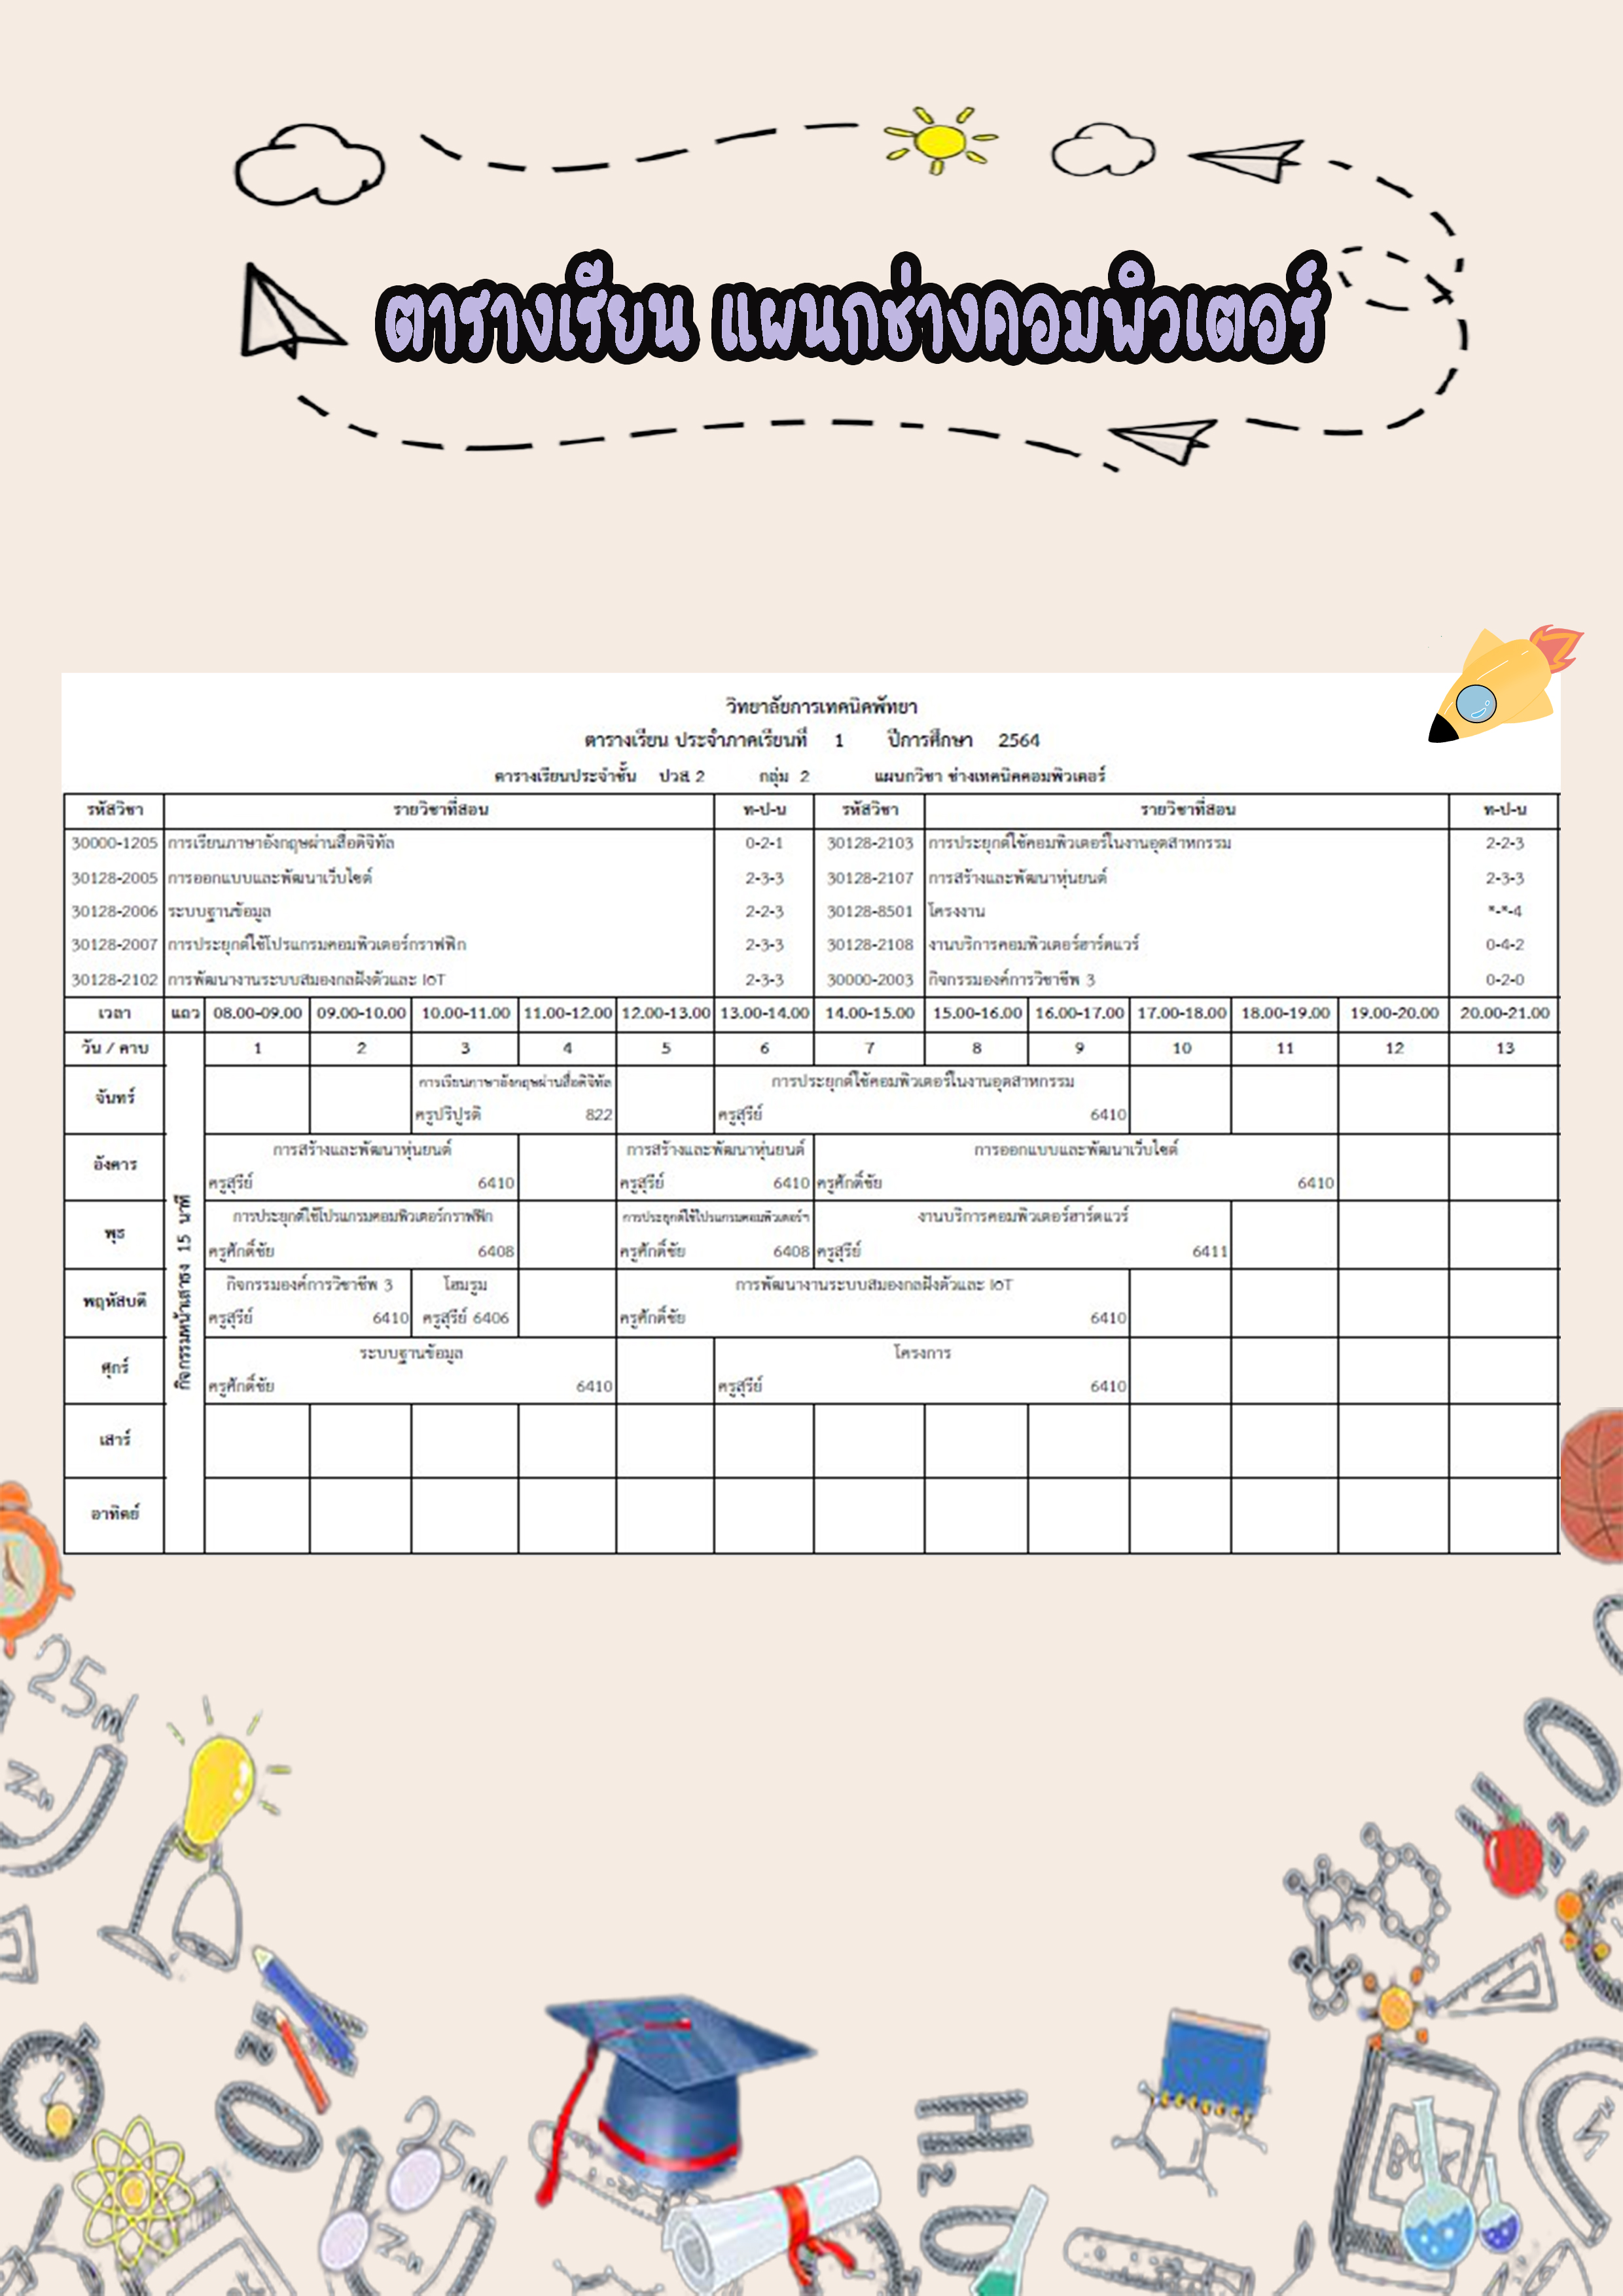 ตารางเรียน แผนกช่างคอมพิวเตอร์
วิทยาลัยการเทคนิคพัทยา
ตารางเรียน ประจำภาคเรียนที่ 1 ปีการศึกษา 2564
ตารางเรียนประจำชั้น ปวส 2 กลุ่ม 2 แผนกวิชา ช่างเทคนิคคอมพิวเตอร์
รหัสวิชา รายวิชาที่สอน ท-ป-น รหัสวิชา รายวิชาที่สอน ท-ป-น
30000-1205 การเรียนภาษาอังกฤษผ่านสื่อดิจิทัล 0-2-1 30128-2103 การประยุกต์ใช้คอมพิวเตอร์ในงานอุตสาหกรรม 2-2-3
30128-2005 การออกแบบและพัฒนาเว็บไซต์ 2-3-3 30128-2107 การสร้างและพัฒนาหุ่นยนต์ 2-3-3
30128-2006 ระบบฐานข้อมูล 2-2-3 30128-8501 โครงงาน *-*-4
30128-2007 การประยุกต์ใช้โปรแกรมคอมพิวเตอร์กราฟฟิก 2-3-3 30128-2108 งานบริการคอมพิวเตอร์ฮาร์ดแวร์ 0-4-2
30128-2102 การพัฒนางานระบบสมองกลฝังตัวและ IoT 2-3-3 30000-2003 กิจกรรมองค์การวิชาชีพ 3 0-2-0
เวลา แถว 08.00-09.00 09.00-10.00 10.00-11.00 11.00-12.00 12.00-13.00 13.00-14.00 14.00-15.00 15.00-16.00 16.00-17.00 17.00-18.00 18.00-19.00 19.00-20.00 20.00-21.00
วัน / คาบ 1 2 3 4 5 6 7 8 9 10 11 12 13
กิจกรรมหน้าเสาธง 15 นาที
จันทร์ การเรียนภาษาอังกฤษผ่านสื่อดิจิทัล การประยุกต์ใช้คอมพิวเตอร์ในงานอุตสาหกรรม
ครูปริปูรติ 822 ครูสุรีย์ 6410
อังคาร การสร้างและพัฒนาหุ่นยนต์ การสร้างและพัฒนาหุ่นยนต์ การออกแบบและพัฒนาเว็บไซต์
ครูสุรีย์ 6410 ครูสุรีย์ 6410 ครูศักดิ์ชัย 6410
พุธ การประยุกต์ใช้โปรแกรมคอมพิวเตอร์กราฟฟิก การประยุกต์ใช้โปรแกรมคอมพิวเตอร์ฯ งานบริการคอมพิวเตอร์ฮาร์ดแวร์
ครูศักดิ์ชัย 6408 ครูศักดิ์ชัย 6408 ครูสุรีย์ 6411
พฤหัสบดี กิจกรรมองค์การวิชาชีพ 3 โฮมรูม การพัฒนางานระบบสมองกลฝังตัวและ IoT
ครูสุรีย์ 6410 ครูสุรีย์ 6406 ครูศักดิ์ชัย 6410
ศุกร์ ระบบฐานข้อมูล โครงการ
ครูศักดิ์ชัย 6410 ครูสุรีย์ 6410
เสาร์
อาทิตย์
25ml
Zn
25ml
Zn